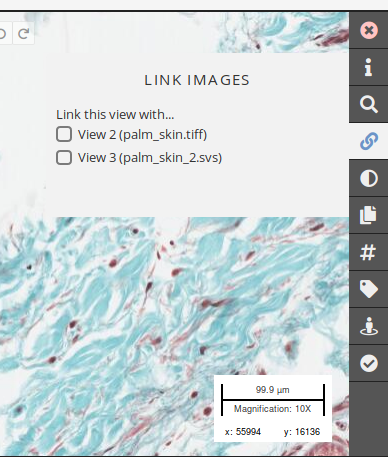 LINK IMAGES
Link this view with...
View 2 (palm_skin.tiff)
View 3 (palm_skin_2.svs)
99.9 µm
Magnification: 10X
x: 55994 y: 16136